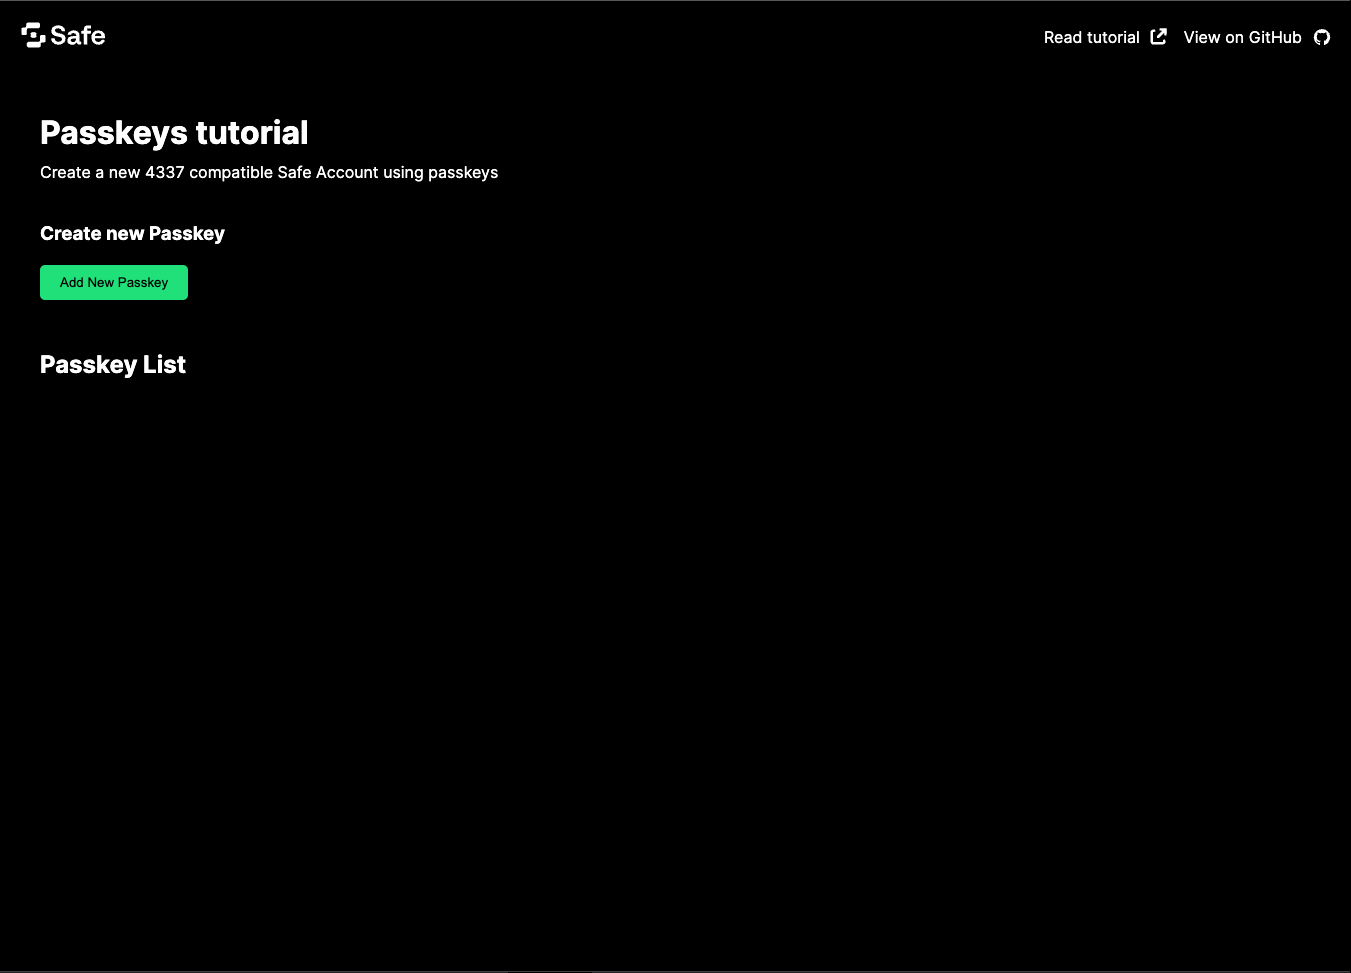 Safe
Read tutorial
View on GitHub
Passkeys tutorial
Create a new 4337 compatible Safe Account using passkeys
Create new Passkey
Add New Passkey
Passkey List